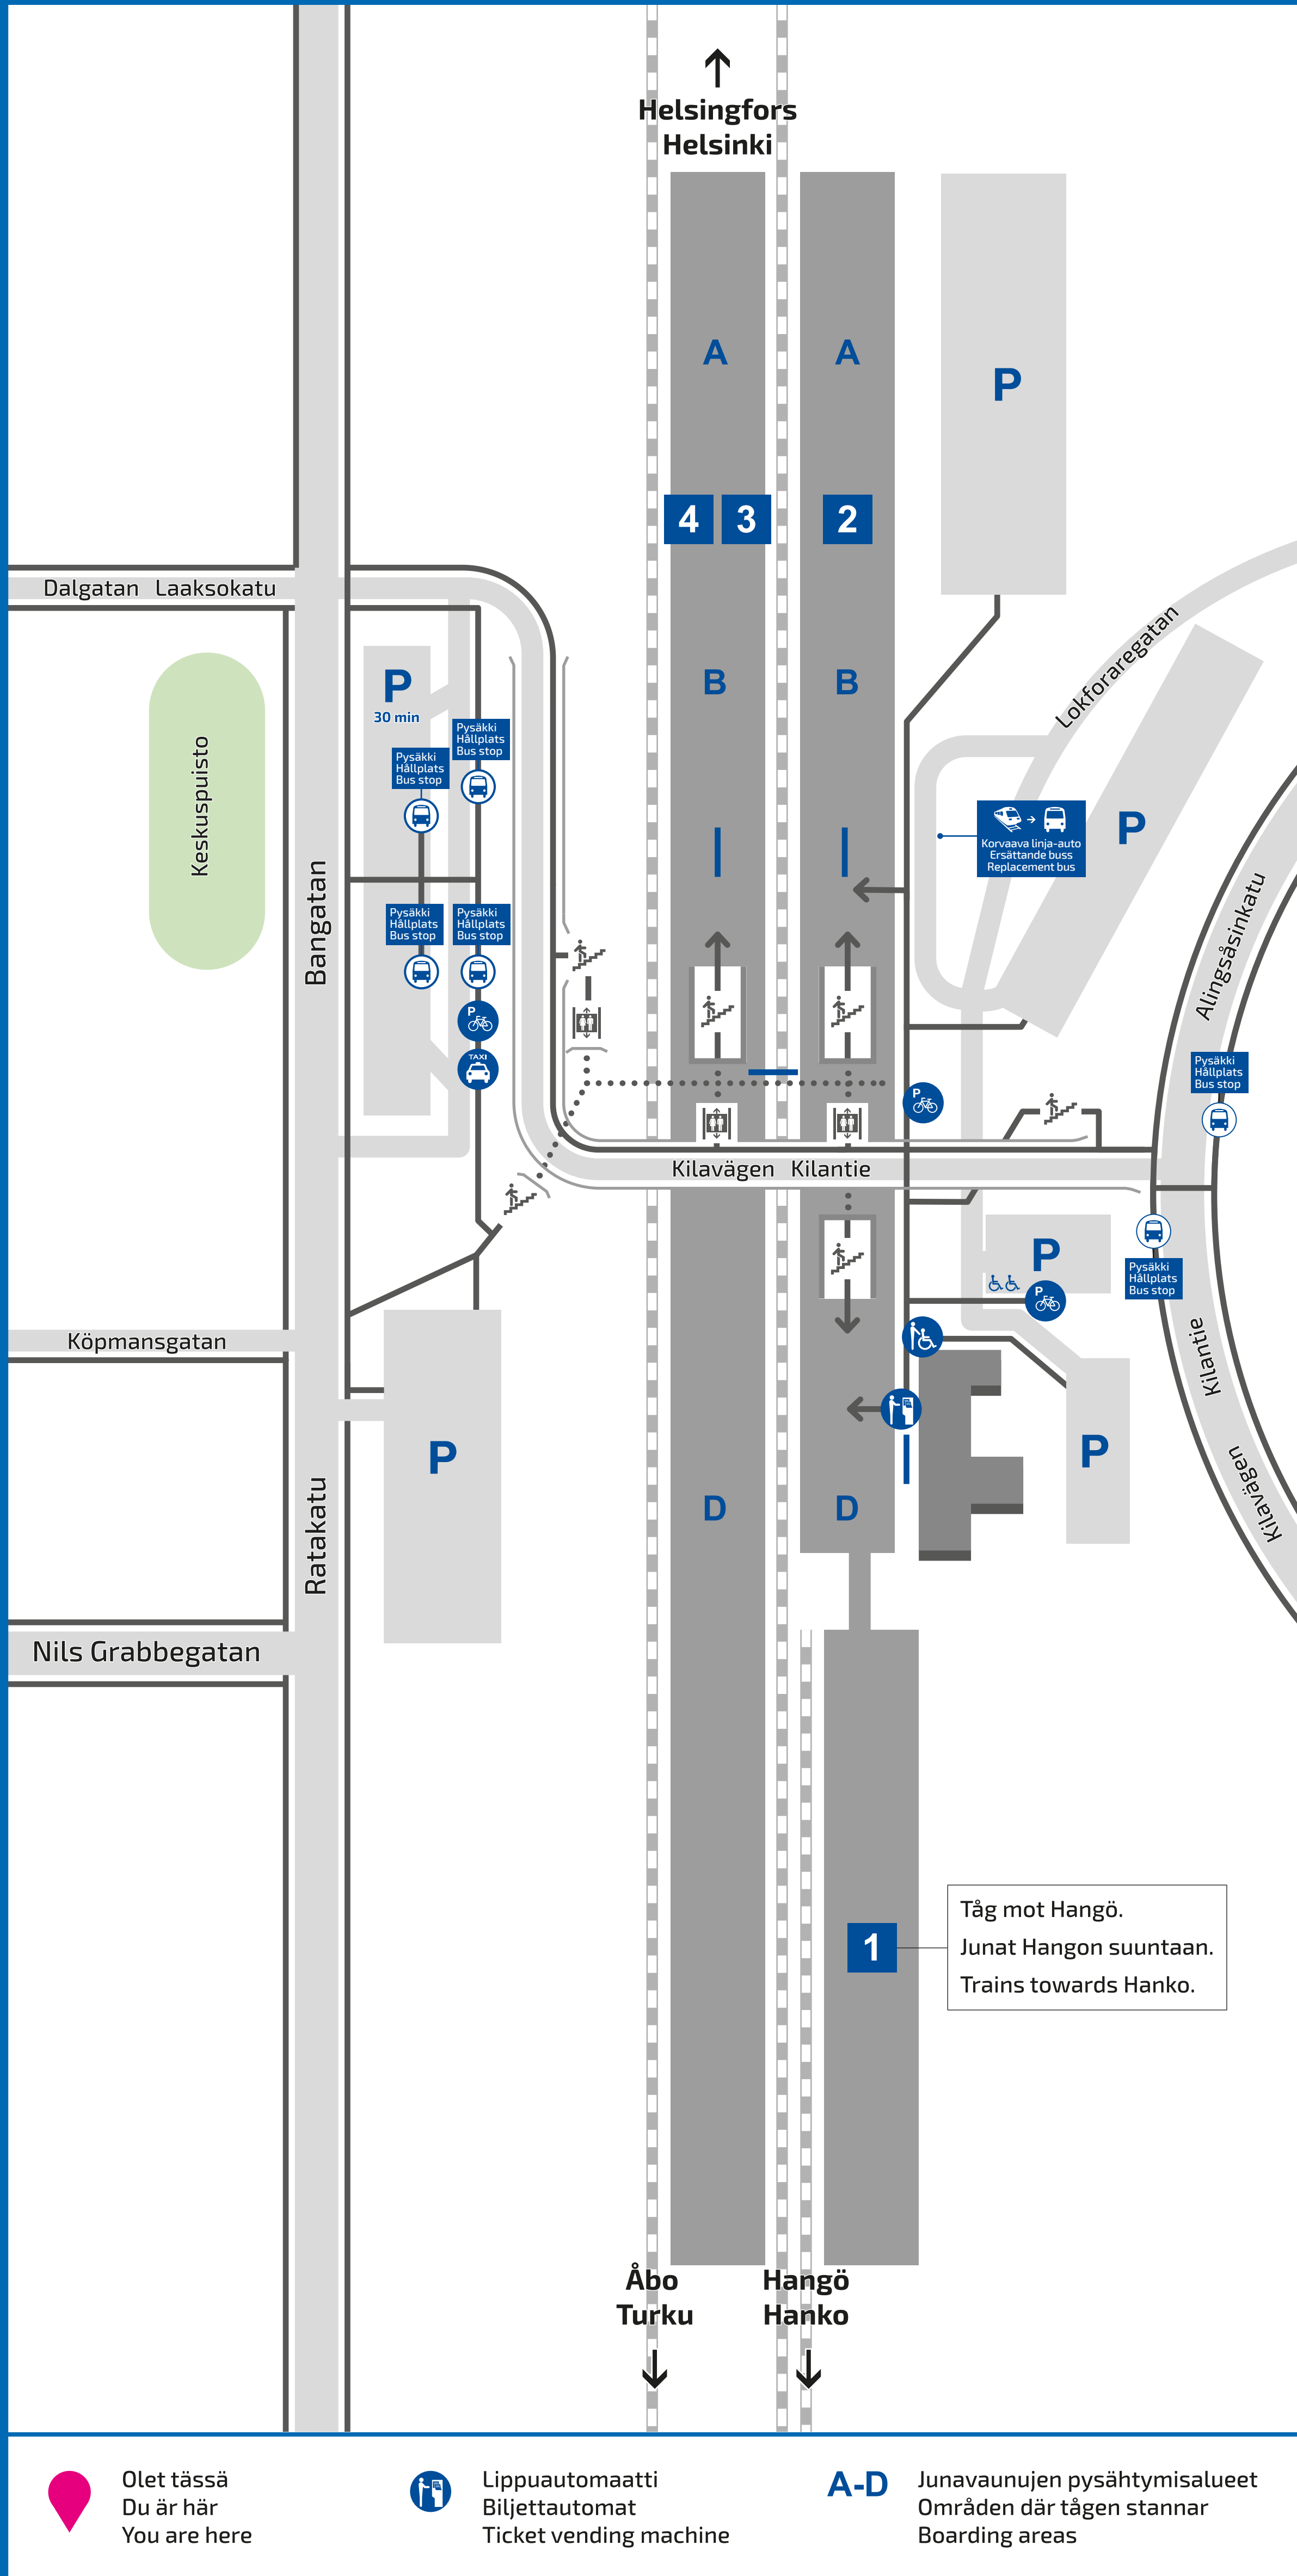 Helsingfors
Helsinki
A
A
P
4
3
2
Dalgatan Laaksokatu
Lokforaregatan
P
30 min
B
B
Pysäkki
Hållplats
Bus stop
Pysäkki
Hållplats
Bus stop
Keskuspuisto
Bangatan
Korvaava linja-auto
Ersättande buss
Replacement bus
P
Alingsåsinkatu
Pysäkki
Hållplats
Bus stop
Pysäkki
Hållplats
Bus stop
P
TAXI
P
Pysäkki
Hållplats
Bus stop
Kilavägen Kilantie
P
P
Pysäkki
Hållplats
Bus stop
Köpmansgatan
Kilantie
Kilavägen
P
P
Ratakatu
D
D
Nils Grabbegatan
1
Tåg mot Hangö.
Junat Hangon suuntaan.
Trains towards Hanko.
Åbo
Turku
Hangö
Hanko
Olet tässä
Du är här
You are here
Lippuautomaatti
Biljettautomat
Ticket vending machine
A-D
Junavaunujen pysähtymisalueet
Områden där tågen stannar
Boarding areas